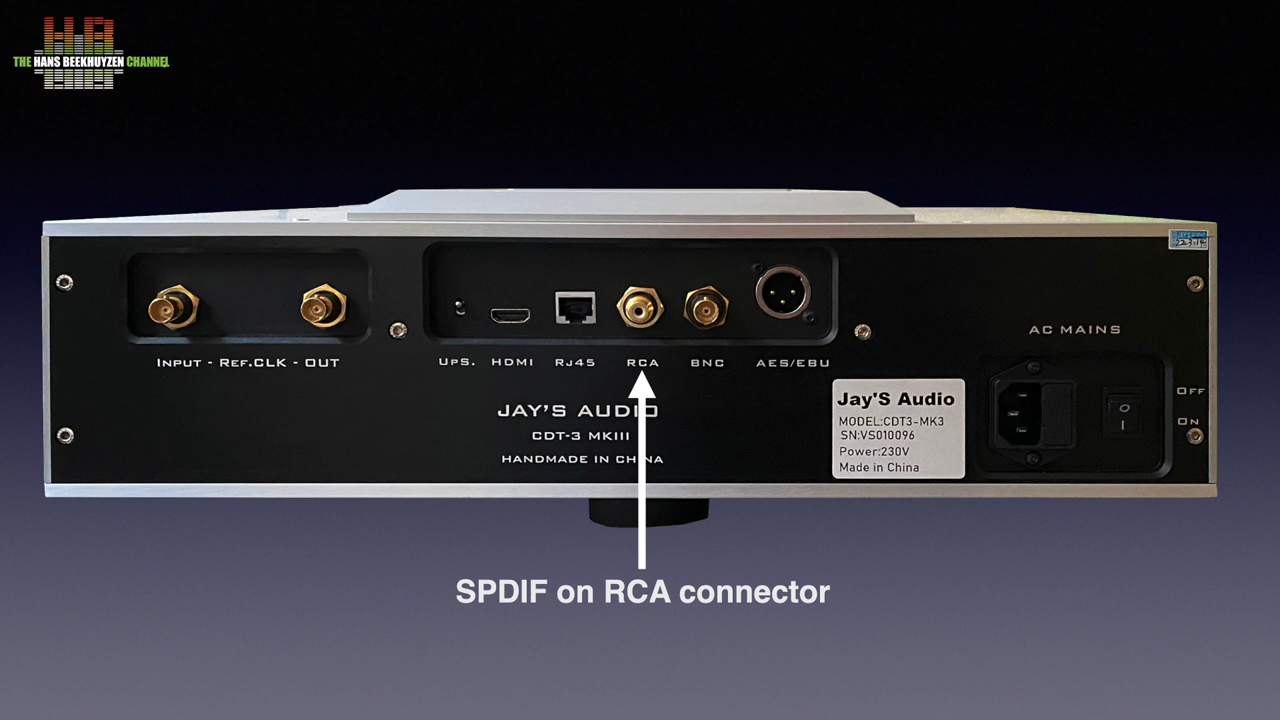 THE HANS BEEKHUYZEN CHANNEL
INPUT - REF.CLK - OUT
UPS. HDMI RJ45 RCA BNC AES/EBU
AC MAINS
OFF
ON
JAY'S AUDIO
CDT-3 MKIII
HANDMADE IN CHINA
Jay'S Audio
MODEL:CDT3-MK3
SN:VS010096
Power:230V
Made in China
SPDIF on RCA connector